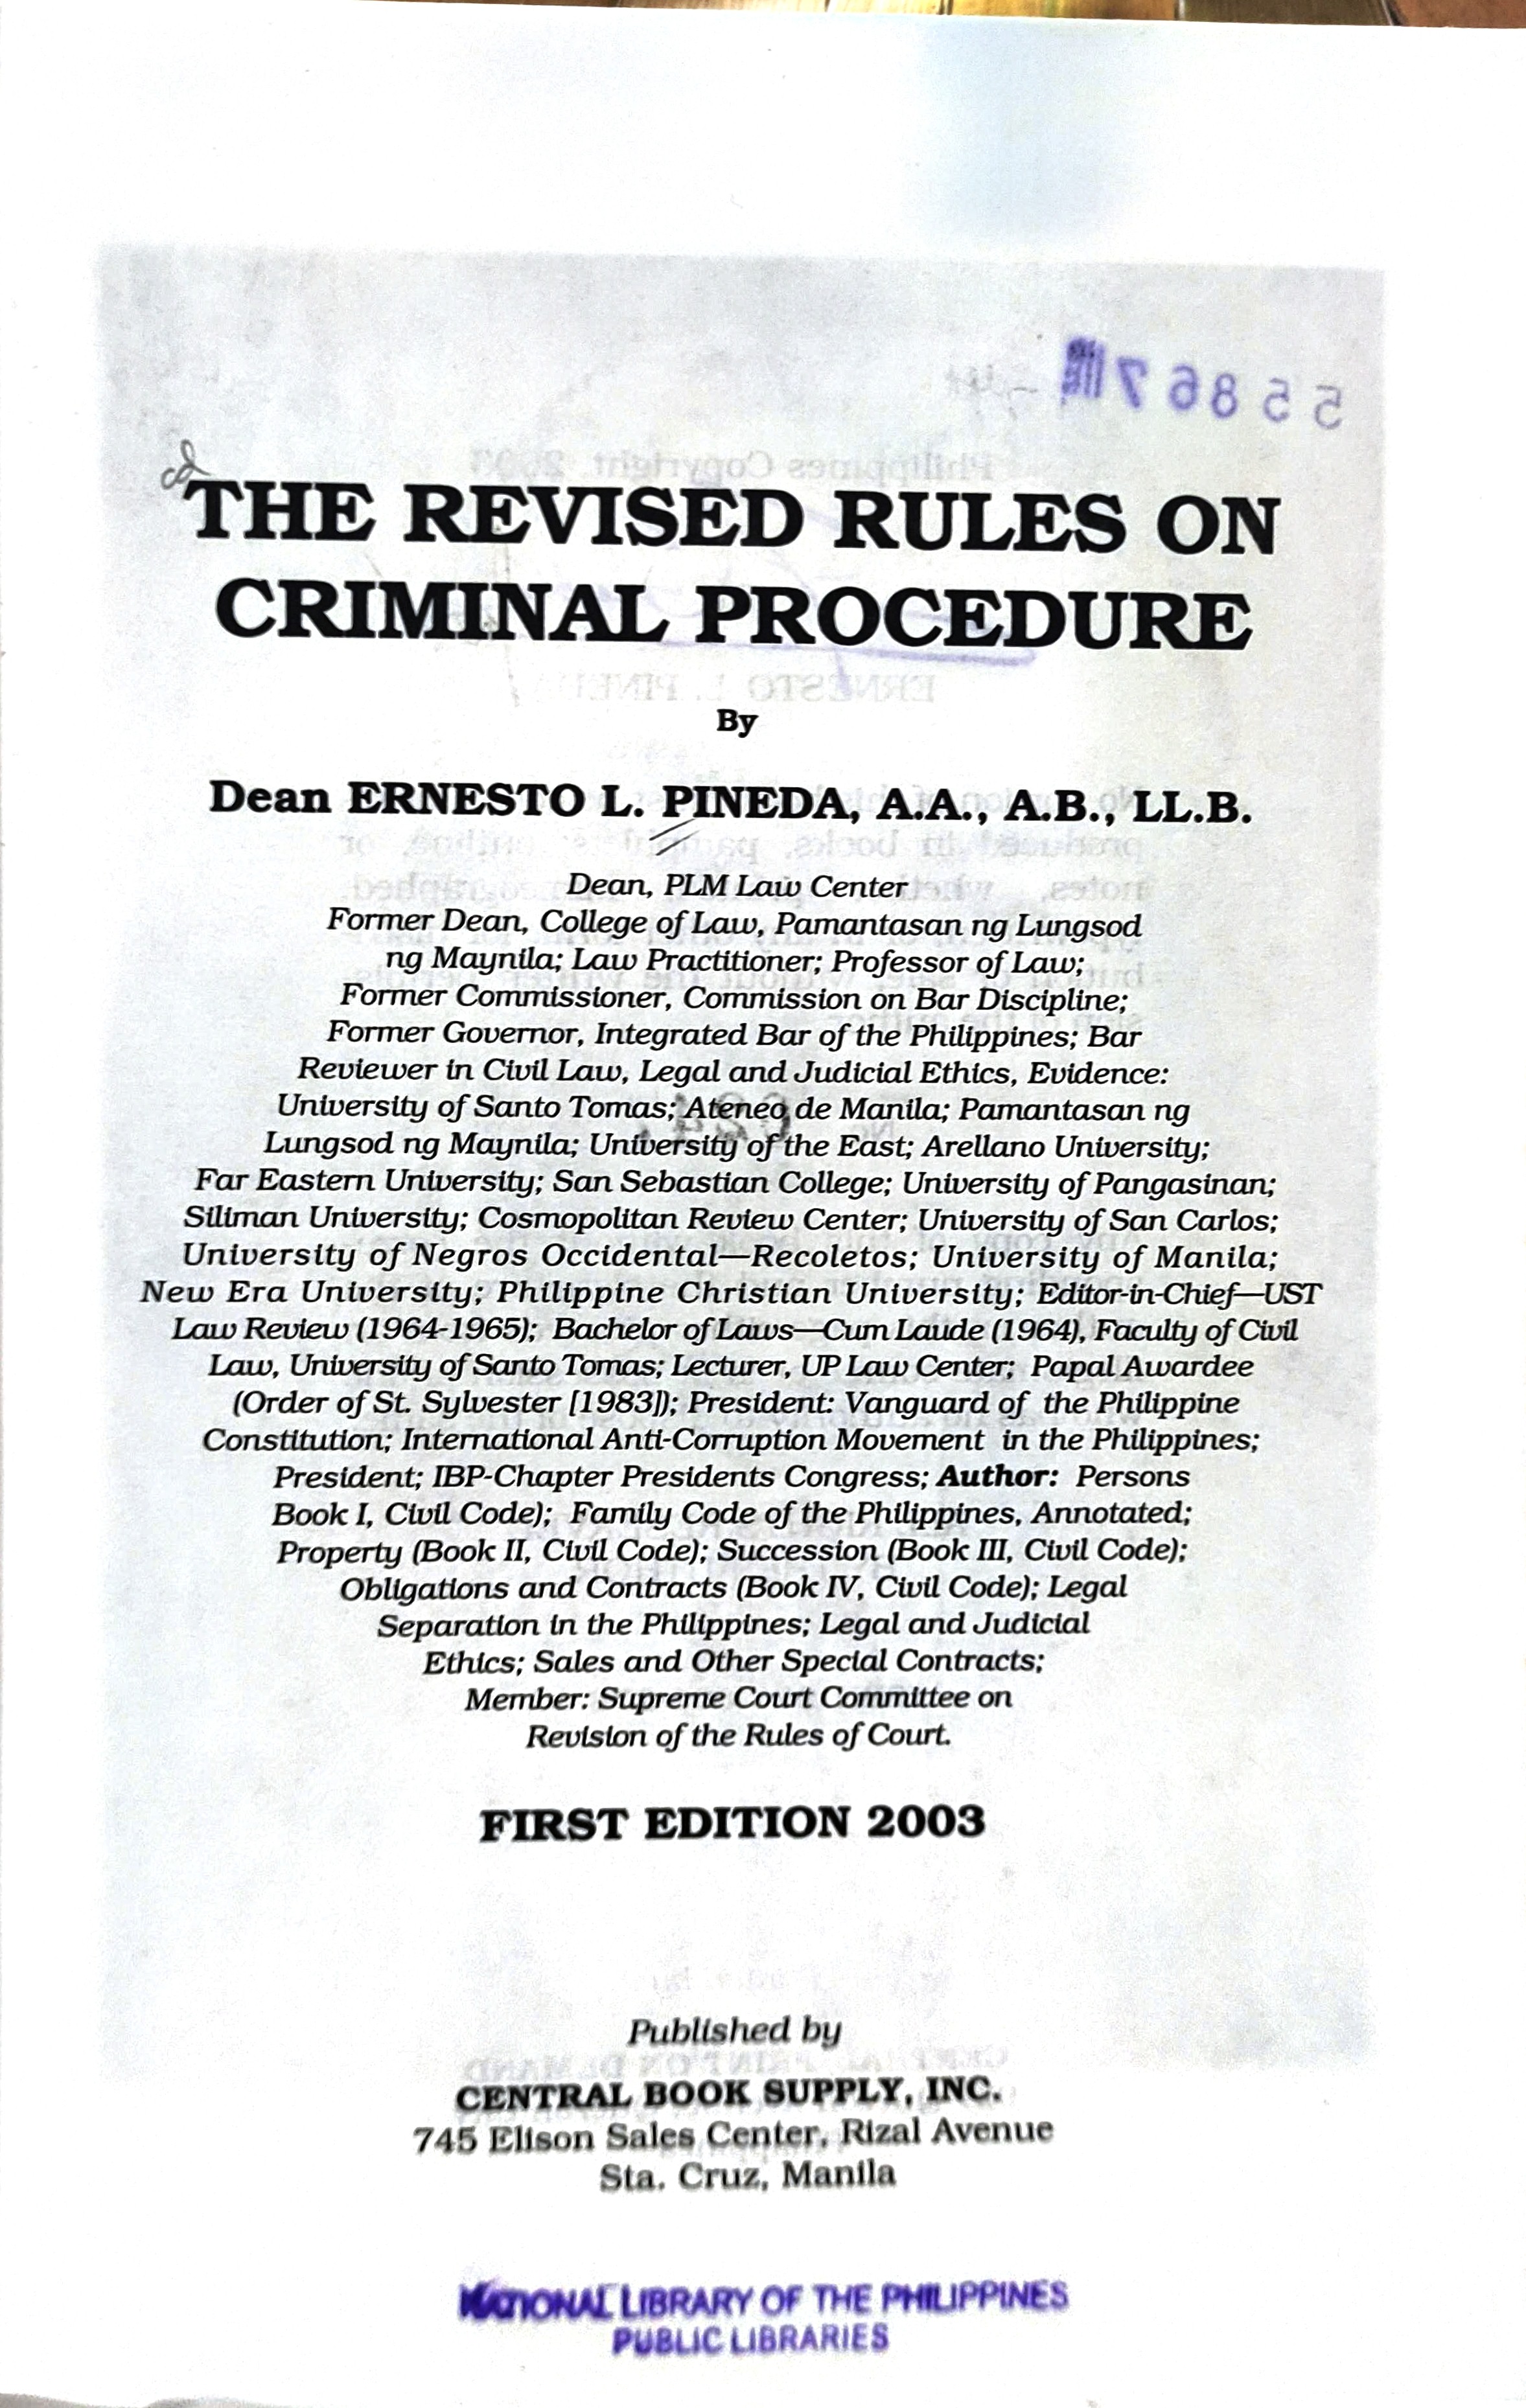 55867
Philippines Copyright, 2003
THE REVISED RULES ON
CRIMINAL PROCEDURE
ERNESTO L. PINEDA
By
Dean ERNESTO L. PINEDA, A.A., A.B., LL.B.
Dean, PLM Law Center
Former Dean, College of Law, Pamantasan ng Lungsod
ng Maynila; Law Practitioner; Professor of Law;
Former Commissioner, Commission on Bar Discipline;
Former Governor, Integrated Bar of the Philippines; Bar
Reviewer in Civil Law, Legal and Judicial Ethics, Evidence:
University of Santo Tomas; Ateneo de Manila; Pamantasan ng
Lungsod ng Maynila; University of the East; Arellano University;
Far Eastern University; San Sebastian College; University of Pangasinan;
Siliman University; Cosmopolitan Review Center; University of San Carlos;
University of Negros Occidental—Recoletos; University of Manila;
New Era University; Philippine Christian University; Editor-in-Chief—UST
Law Review (1964-1965); Bachelor of Laws—Cum Laude (1964), Faculty of Civil
Law, University of Santo Tomas; Lecturer, UP Law Center; Papal Awardee
(Order of St. Sylvester [1983]); President: Vanguard of the Philippine
Constitution; International Anti-Corruption Movement in the Philippines;
President; IBP-Chapter Presidents Congress; Author: Persons
Book I, Civil Code); Family Code of the Philippines, Annotated;
Property (Book II, Civil Code); Succession (Book III, Civil Code);
Obligations and Contracts (Book IV, Civil Code); Legal
Separation in the Philippines; Legal and Judicial
Ethics; Sales and Other Special Contracts;
Member: Supreme Court Committee on
Revision of the Rules of Court.
FIRST EDITION 2003
Published by
CENTRAL BOOK SUPPLY, INC.
745 Elison Sales Center, Rizal Avenue
Sta. Cruz, Manila
NATIONAL LIBRARY OF THE PHILIPPINES
PUBLIC LIBRARIES